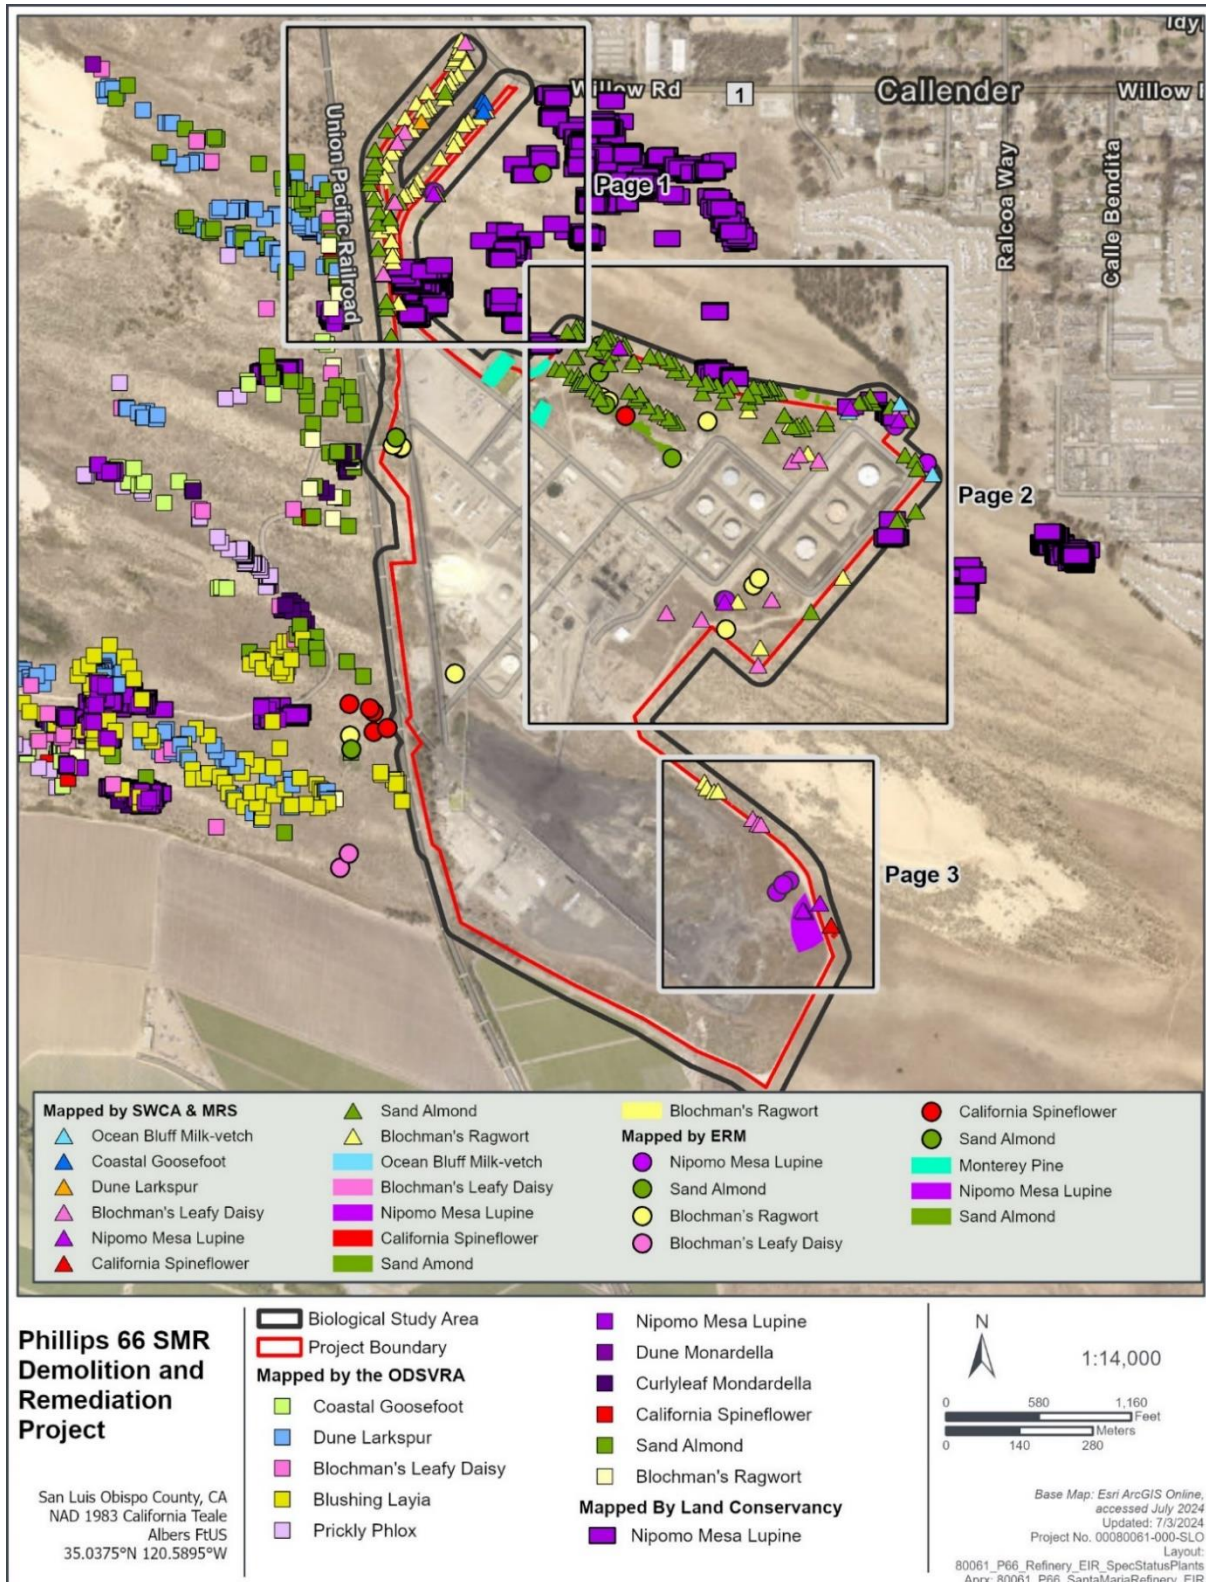 Idy
Willow Rd
1
Callender
Willow R
Union Pacific Railroad
Page 1
Ralcoa Way
Calle Bendita
Page 2
Page 3
Mapped by SWCA & MRS
Ocean Bluff Milk-vetch
Coastal Goosefoot
Dune Larkspur
Blochman's Leafy Daisy
Nipomo Mesa Lupine
California Spineflower
Sand Almond
Blochman's Ragwort
Ocean Bluff Milk-vetch
Blochman's Leafy Daisy
Nipomo Mesa Lupine
California Spineflower
Sand Amond
Blochman's Ragwort
Mapped by ERM
Nipomo Mesa Lupine
Sand Almond
Blochman's Ragwort
Blochman's Leafy Daisy
California Spineflower
Sand Almond
Monterey Pine
Nipomo Mesa Lupine
Sand Almond
Phillips 66 SMR
Demolition and
Remediation
Project
San Luis Obispo County, CA
NAD 1983 California Teale
Albers FtUS
35.0375°N 120.5895°W
Biological Study Area
Project Boundary
Mapped by the ODSVRA
Coastal Goosefoot
Dune Larkspur
Blochman's Leafy Daisy
Blushing Layia
Prickly Phlox
Nipomo Mesa Lupine
Dune Monardella
Curlyleaf Mondardella
California Spineflower
Sand Almond
Blochman's Ragwort
Mapped By Land Conservancy
Nipomo Mesa Lupine
N
1:14,000
0 580 1,160
Feet
Meters
0 140 280
Base Map: Esri ArcGIS Online,
accessed July 2024
Updated: 7/3/2024
Project No. 00080061-000-SLO
Layout:
80061_P66_Refinery_EIR_SpecStatusPlants
Aprx: 80061_P66_SantaMariaRefinery_EIR